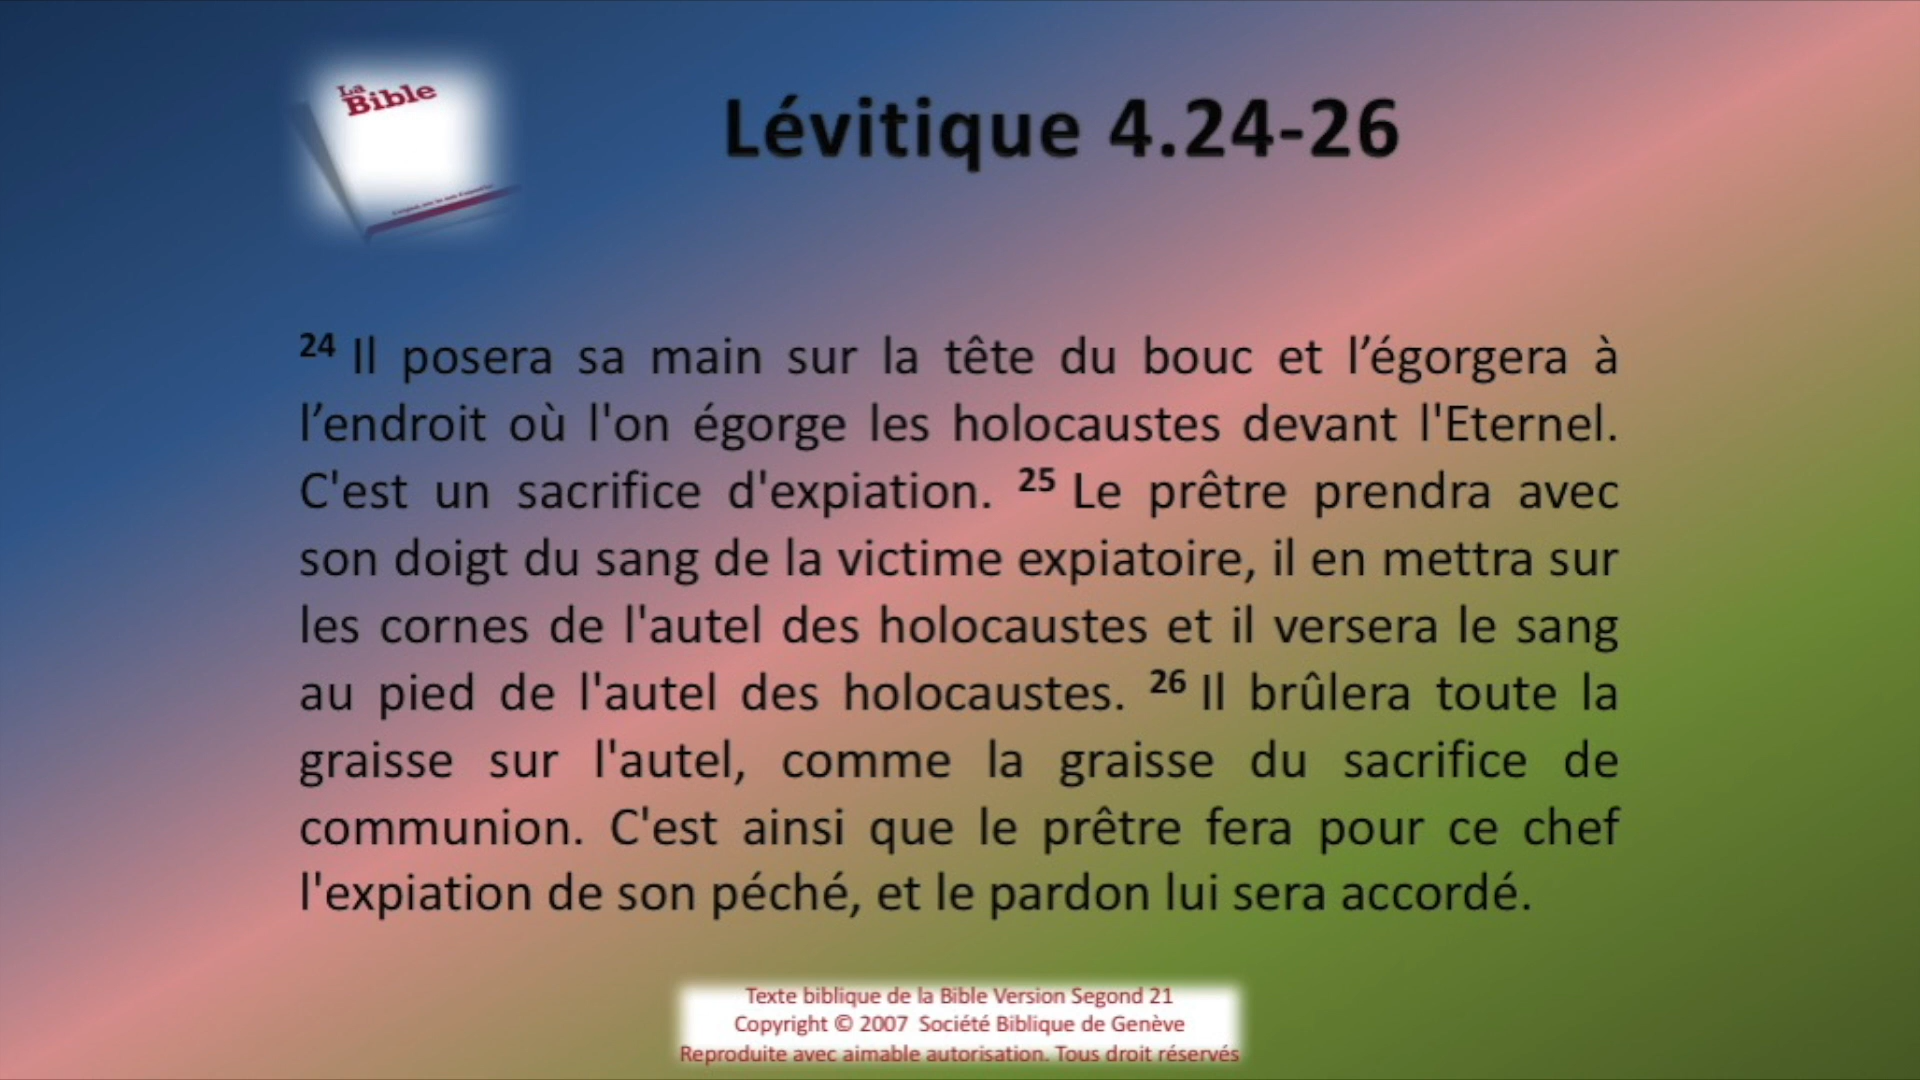 La
Bible
Lévitique 4.24-26
24 Il posera sa main sur la tête du bouc et l’égorgera à
l’endroit où l'on égorge les holocaustes devant l'Eternel.
C'est un sacrifice d'expiation. 25 Le prêtre prendra avec
son doigt du sang de la victime expiatoire, il en mettra sur
les cornes de l'autel des holocaustes et il versera le sang
au pied de l'autel des holocaustes. 26 Il brûlera toute la
graisse sur l'autel, comme la graisse du sacrifice de
communion. C'est ainsi que le prêtre fera pour ce chef
l'expiation de son péché, et le pardon lui sera accordé.
Texte biblique de la Bible Version Segond 21
Copyright © 2007 Société Biblique de Genève
Reproduite avec aimable autorisation. Tous droit réservés